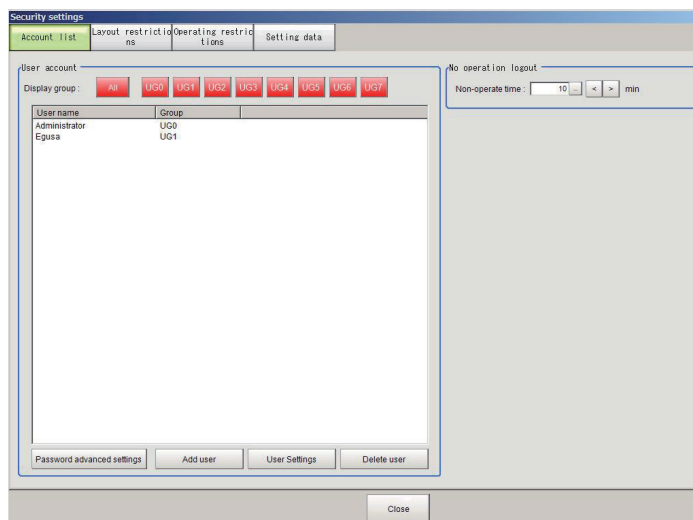 Security settings
Account list
Layout restrictio
ns
Operating restric
tions
Setting data
User account
Display group :
All
UG0
UG1
UG2
UG3
UG4
UG5
UG6
UG7
User name
Group
Administrator
UG0
Egusa
UG1
Password advanced settings
Add user
User Settings
Delete user
No operation logout
Non-operate time :
10
...
<
>
min
Close